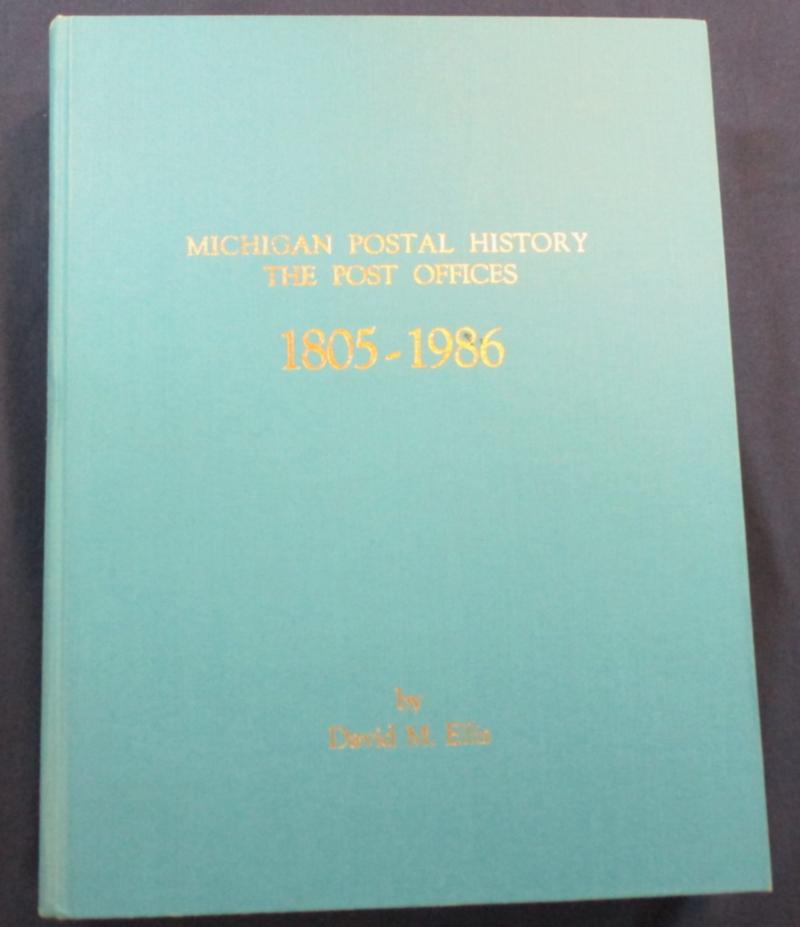 MICHIGAN POSTAL HISTORY
THE POST OFFICES
1805-1986
by
David M. Ellis